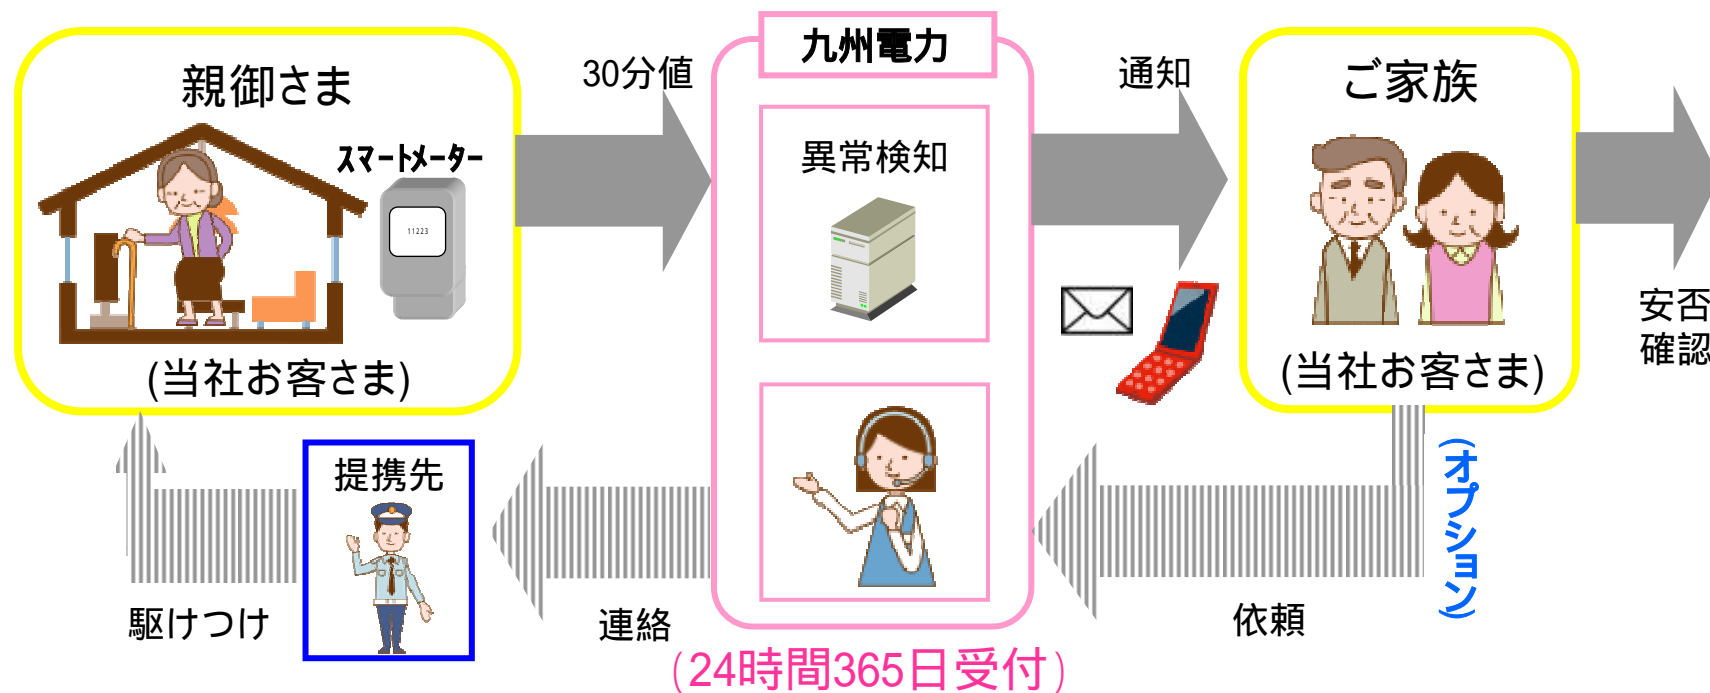 九州電力
親御さま
スマートメーター
11223
(当社お客さま)
30分値
異常検知
通知
ご家族
(当社お客さま)
安否
確認
(オプション)
依頼
連絡
提携先
駆けつけ
(24時間365日受付)